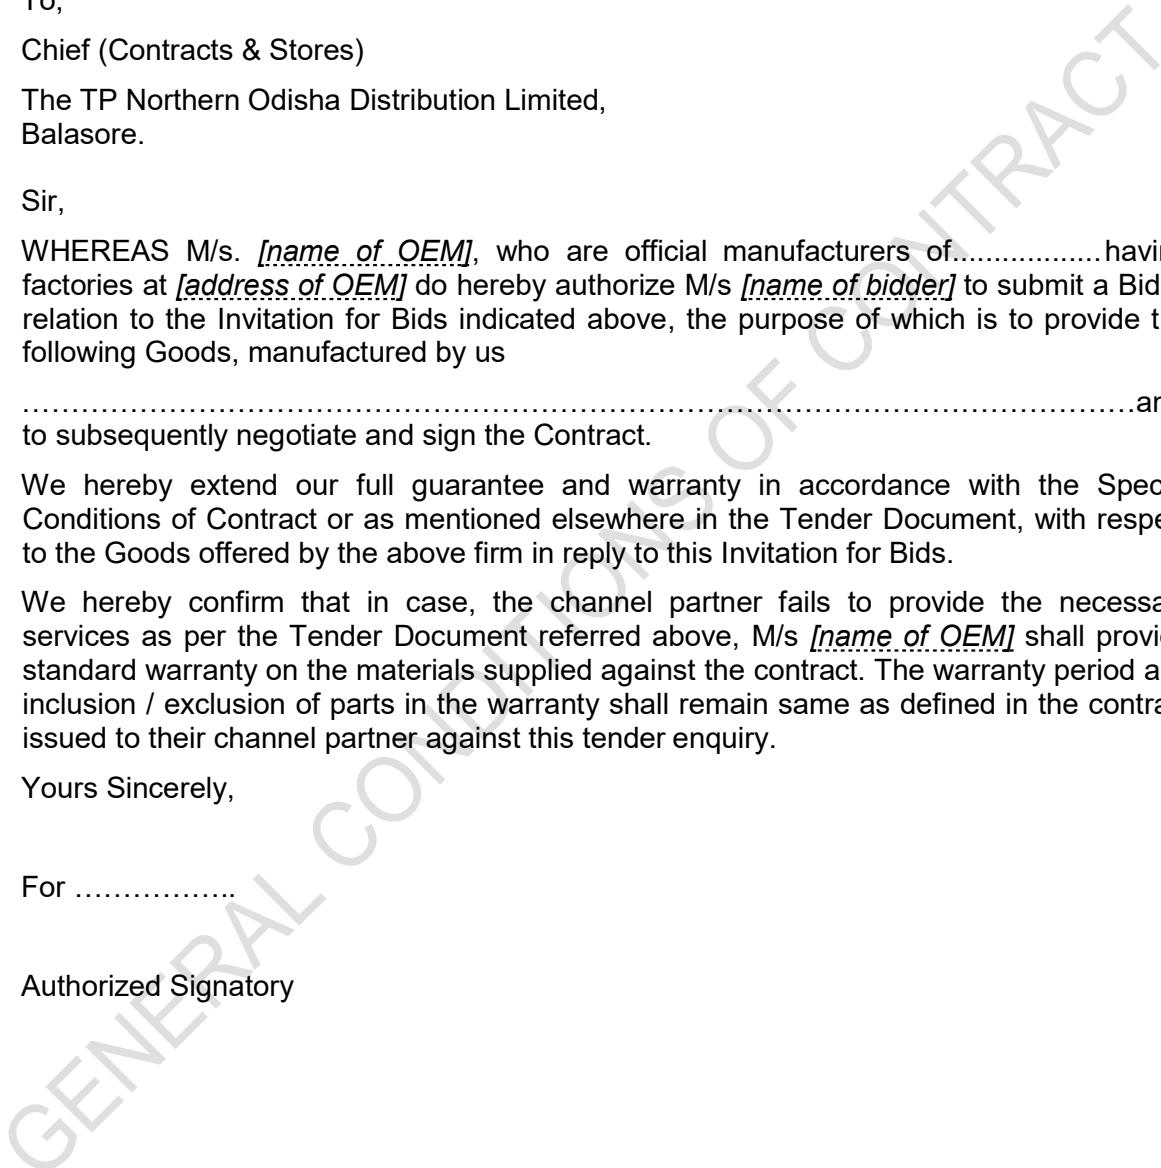 To,
Chief (Contracts & Stores)
The TP Northern Odisha Distribution Limited,
Balasore.
Sir,
WHEREAS M/s. [name of OEM], who are official manufacturers of..................havin
factories at [address of OEM] do hereby authorize M/s [name of bidder] to submit a Bid
relation to the Invitation for Bids indicated above, the purpose of which is to provide t
following Goods, manufactured by us
……………………………………………………………………………………………………an
to subsequently negotiate and sign the Contract.
We hereby extend our full guarantee and warranty in accordance with the Spec
Conditions of Contract or as mentioned elsewhere in the Tender Document, with respe
to the Goods offered by the above firm in reply to this Invitation for Bids.
We hereby confirm that in case, the channel partner fails to provide the necessa
services as per the Tender Document referred above, M/s [name of OEM] shall provi
standard warranty on the materials supplied against the contract. The warranty period a
inclusion / exclusion of parts in the warranty shall remain same as defined in the contra
issued to their channel partner against this tender enquiry.
Yours Sincerely,
For ……………..
Authorized Signatory
GENERAL CONDITIONS OF CONTRACT